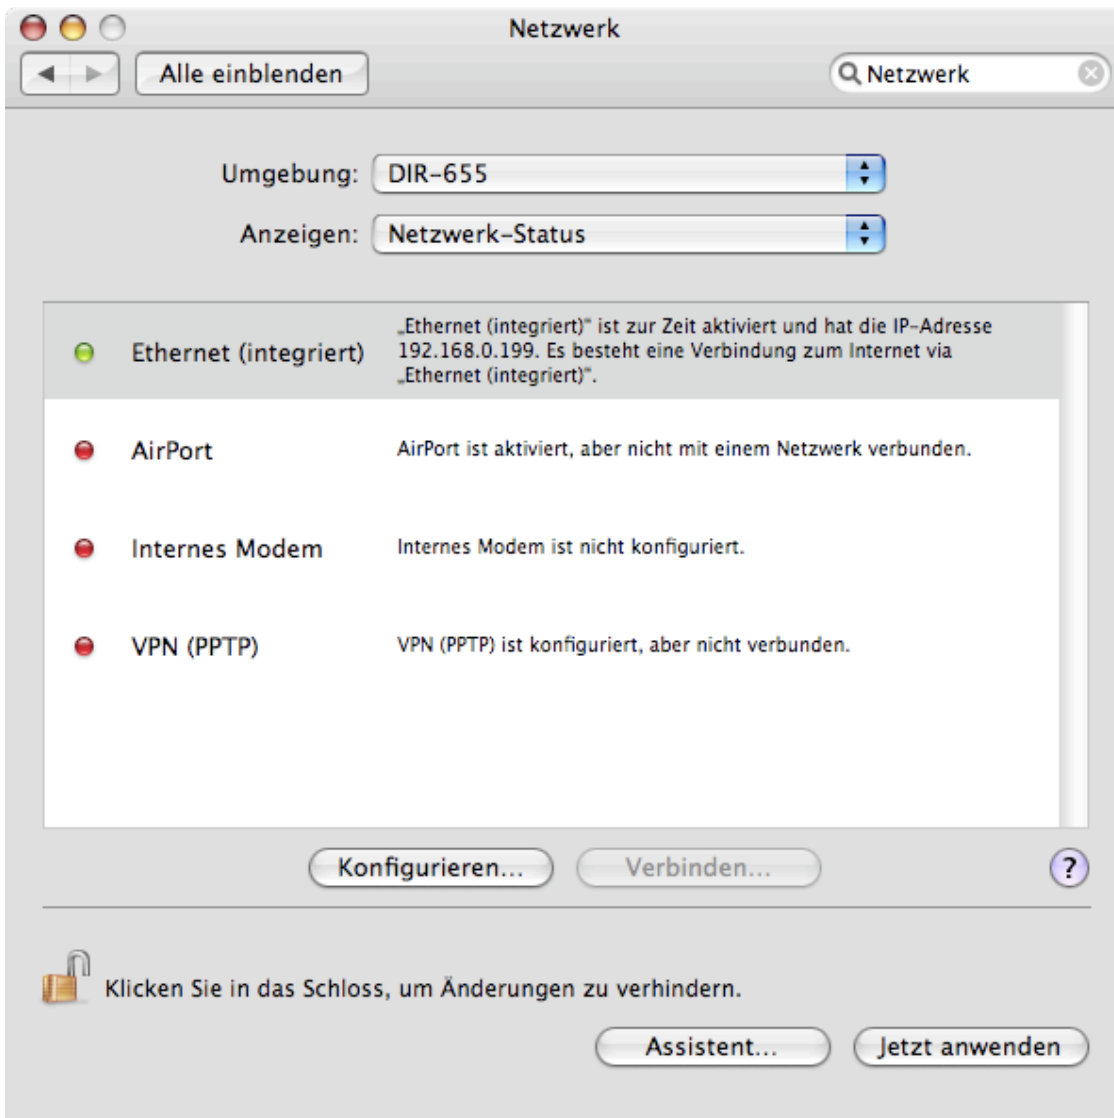 Netzwerk
Alle einblenden
Netzwerk
Umgebung: DIR-655
Anzeigen: Netzwerk-Status
Ethernet (integriert)
„Ethernet (integriert)“ ist zur Zeit aktiviert und hat die IP-Adresse
192.168.0.199. Es besteht eine Verbindung zum Internet via
„Ethernet (integriert)“.
AirPort
AirPort ist aktiviert, aber nicht mit einem Netzwerk verbunden.
Internes Modem
Internes Modem ist nicht konfiguriert.
VPN (PPTP)
VPN (PPTP) ist konfiguriert, aber nicht verbunden.
Konfigurieren...
Verbinden...
?
Klicken Sie in das Schloss, um Änderungen zu verhindern.
Assistent...
Jetzt anwenden